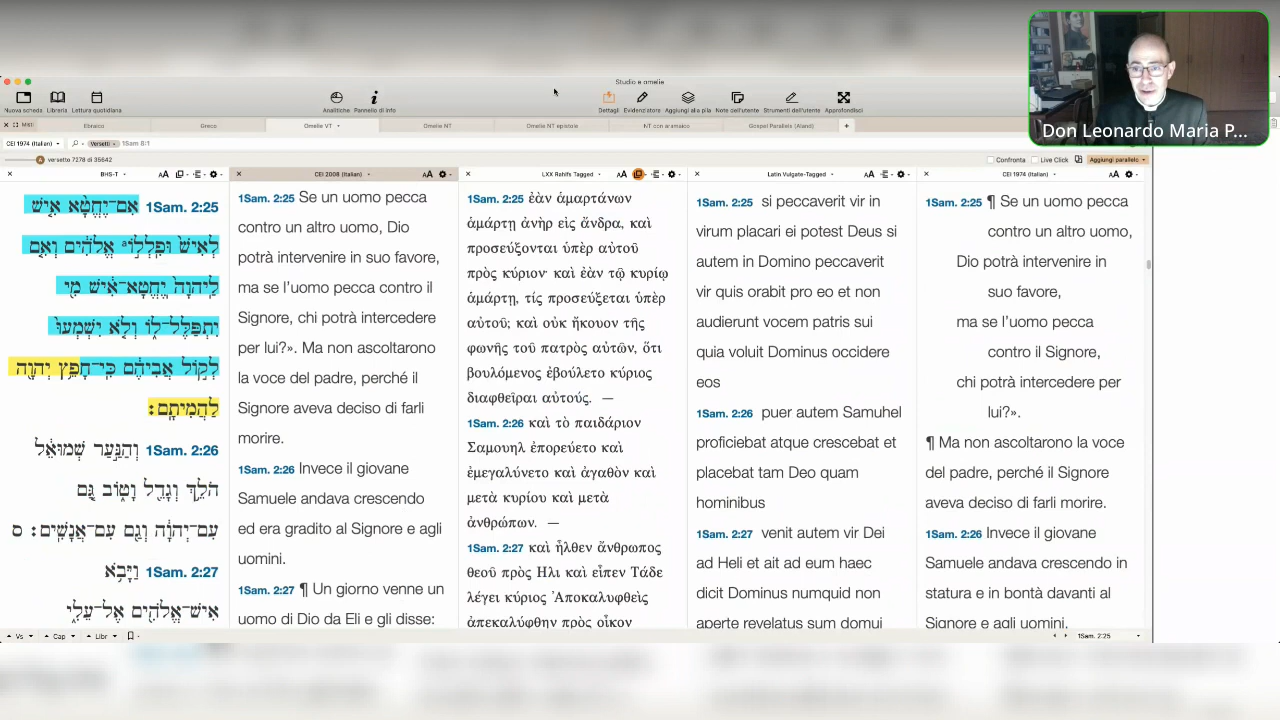 Studio e omelie
Nuova scheda Libreria Lettura quotidiana Analitiche Pannello di info Dettagli Evidenziatore Aggiungi alla pila Note dell'utente Strumenti dell'utente Approfondisci
Ebraico Greco Omelie VT Omelie NT Omelie NT epistole NT con aramaico Gospel Parallels (Aland) +
CEI 1974 (Italian) Versetti 1Sam 8:1
versetto 7278 di 35642 Confronta Live Click Aggiungi parallelo
BHS-T
1Sam. 2:25 אִם־יֶחֱטָ֨א אִ֣ישׁ
לְאִישׁ֮ וּפִֽלְל֣וֹ אֱלֹהִים֒ וְאִ֤ם
לַֽיהוָה֙ יֶֽחֱטָא־אִ֔ישׁ מִ֖י
יִתְפַּלֶּל־ל֑וֹ וְלֹ֤א יִשְׁמְעוּ֙
לְק֣וֹל אֲבִיהֶ֔ם כִּֽי־חָפֵ֥ץ יְהוָ֖ה
לַהֲמִיתָֽם׃
1Sam. 2:26 וְהַנַּ֣עַר שְׁמוּאֵ֔ל
הֹלֵ֥ךְ וְגָדֵ֖ל וָט֑וֹב גַּ֚ם
עִם־יְהוָ֔ה וְגַ֖ם עִם־אֲנָשִֽׁים׃ ס
1Sam. 2:27 וַיָּבֹ֥א
אִישׁ־אֱלֹהִ֖ים אֶל־עֵלִ֑י
CEI 2008 (Italian)
1Sam. 2:25 Se un uomo pecca
contro un altro uomo, Dio
potrà intervenire in suo favore,
ma se l’uomo pecca contro il
Signore, chi potrà intercedere
per lui?». Ma non ascoltarono
la voce del padre, perché il
Signore aveva deciso di farli
morire.
1Sam. 2:26 Invece il giovane
Samuele andava crescendo
ed era gradito al Signore e agli
uomini.
1Sam. 2:27 ¶ Un giorno venne un
uomo di Dio da Eli e gli disse:
LXX Rahlfs Tagged
1Sam. 2:25 ἐὰν ἁμαρτάνων
ἁμάρτῃ ἀνὴρ εἰς ἄνδρα, καὶ
προσεύξονται ὑπὲρ αὐτοῦ
πρὸς κύριον· καὶ ἐὰν τῷ κυρίῳ
ἁμάρτῃ, τίς προσεύξεται ὑπὲρ
αὐτοῦ; καὶ οὐκ ἤκουον τῆς
φωνῆς τοῦ πατρὸς αὐτῶν, ὅτι
βουλόμενος ἐβούλετο κύριος
διαφθεῖραι αὐτούς. —
1Sam. 2:26 καὶ τὸ παιδάριον
Σαμουηλ ἐπορεύετο καὶ
ἐμεγαλύνετο καὶ ἀγαθὸν καὶ
μετὰ κυρίου καὶ μετὰ
ἀνθρώπων. —
1Sam. 2:27 καὶ ἦλθεν ἄνθρωπος
θεοῦ πρὸς Ηλι καὶ εἶπεν Τάδε
λέγει κύριος Ἀποκαλυφθεὶς
ἀπεκαλύφθην πρὸς οἶκον
Latin Vulgate-Tagged
1Sam. 2:25 si peccaverit vir in
virum placari ei potest Deus si
autem in Domino peccaverit
vir quis orabit pro eo et non
audierunt vocem patris sui
quia voluit Dominus occidere
eos
1Sam. 2:26 puer autem Samuhel
proficiebat atque crescebat et
placebat tam Deo quam
hominibus
1Sam. 2:27 venit autem vir Dei
ad Heli et ait ad eum haec
dicit Dominus numquid non
aperte revelatus sum domui
CEI 1974 (Italian)
1Sam. 2:25 ¶ Se un uomo pecca
contro un altro uomo,
Dio potrà intervenire in
suo favore,
ma se l’uomo pecca
contro il Signore,
chi potrà intercedere per
lui?».
¶ Ma non ascoltarono la voce
del padre, perché il Signore
aveva deciso di farli morire.
1Sam. 2:26 Invece il giovane
Samuele andava crescendo in
statura e in bontà davanti al
Signore e agli uomini.
Vs Cap Libr 1Sam. 2:25
Don Leonardo Maria P...